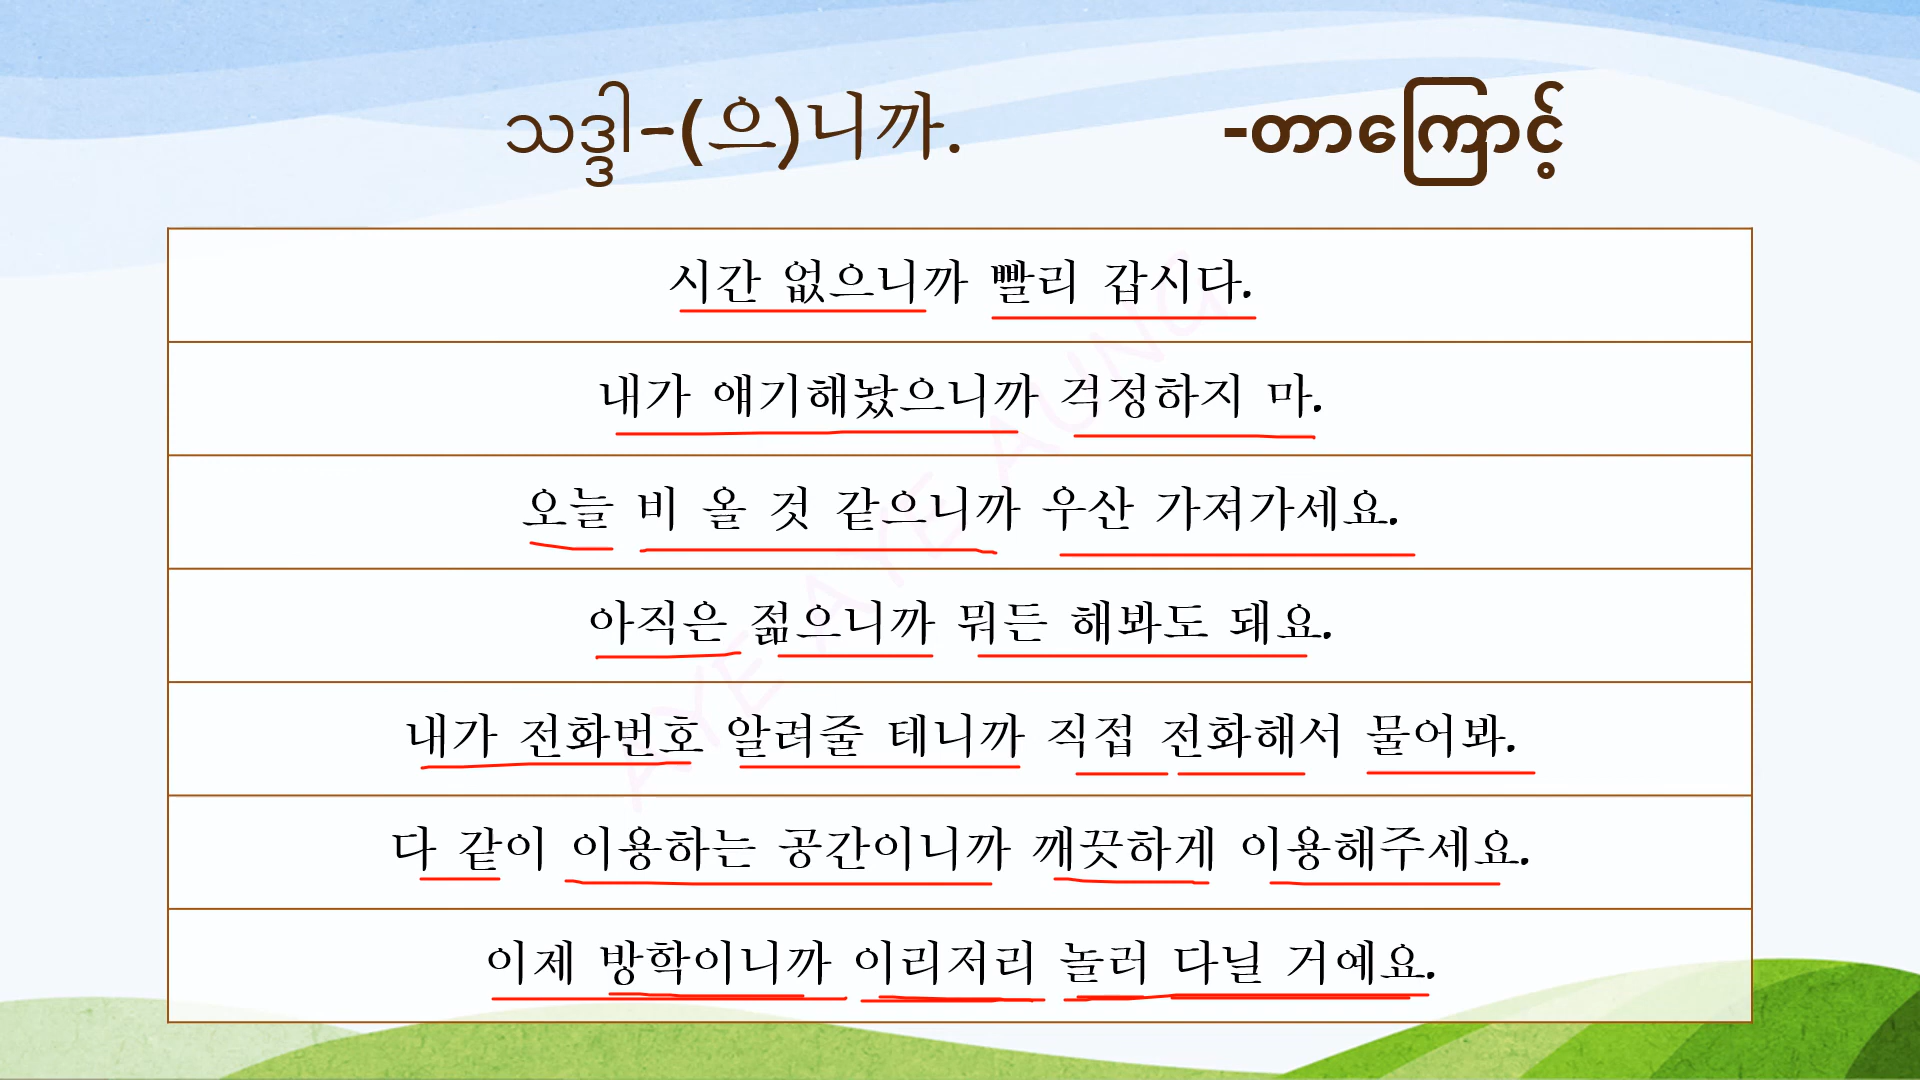 သဒ္ဒါ-(으)니까. -တာကြောင့်
시간 없으니까 빨리 갑시다.
내가 얘기해놨으니까 걱정하지 마.
오늘 비 올 것 같으니까 우산 가져가세요.
아직은 젊으니까 뭐든 해봐도 돼요.
내가 전화번호 알려줄 테니까 직접 전화해서 물어봐.
다 같이 이용하는 공간이니까 깨끗하게 이용해주세요.
이제 방학이니까 이리저리 놀러 다닐 거예요.
AYE AYE AUNG